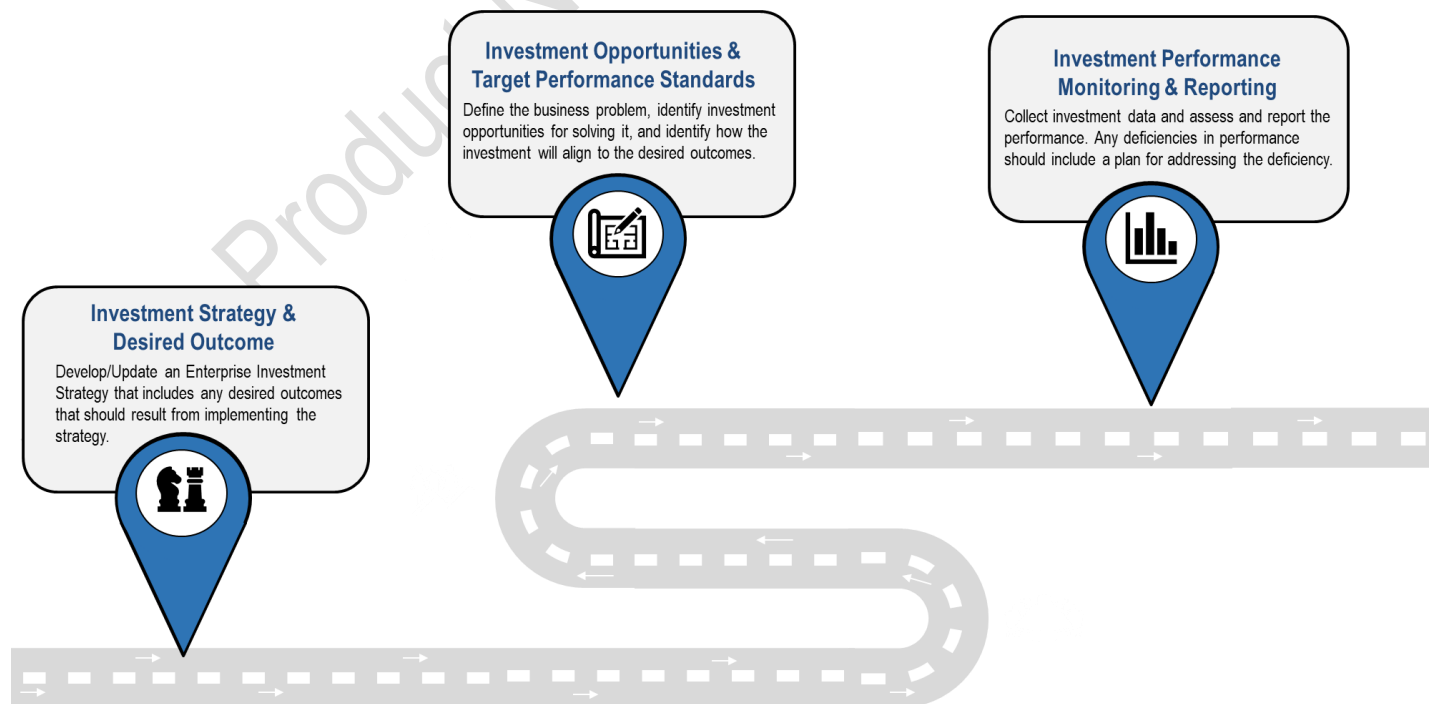 Investment Strategy &
Desired Outcome
Develop/Update an Enterprise Investment
Strategy that includes any desired outcomes
that should result from implementing the
strategy.
Investment Opportunities &
Target Performance Standards
Define the business problem, identify investment
opportunities for solving it, and identify how the
investment will align to the desired outcomes.
Investment Performance
Monitoring & Reporting
Collect investment data and assess and report the
performance. Any deficiencies in performance
should include a plan for addressing the deficiency.